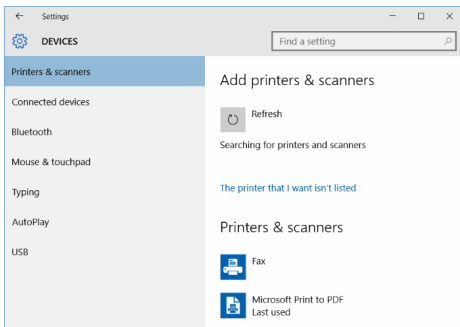 Settings
DEVICES
Find a setting
Printers & scanners
Connected devices
Bluetooth
Mouse & touchpad
Typing
AutoPlay
USB
Add printers & scanners
Refresh
Searching for printers and scanners
The printer that I want isn't listed
Printers & scanners
Fax
Microsoft Print to PDF
Last used